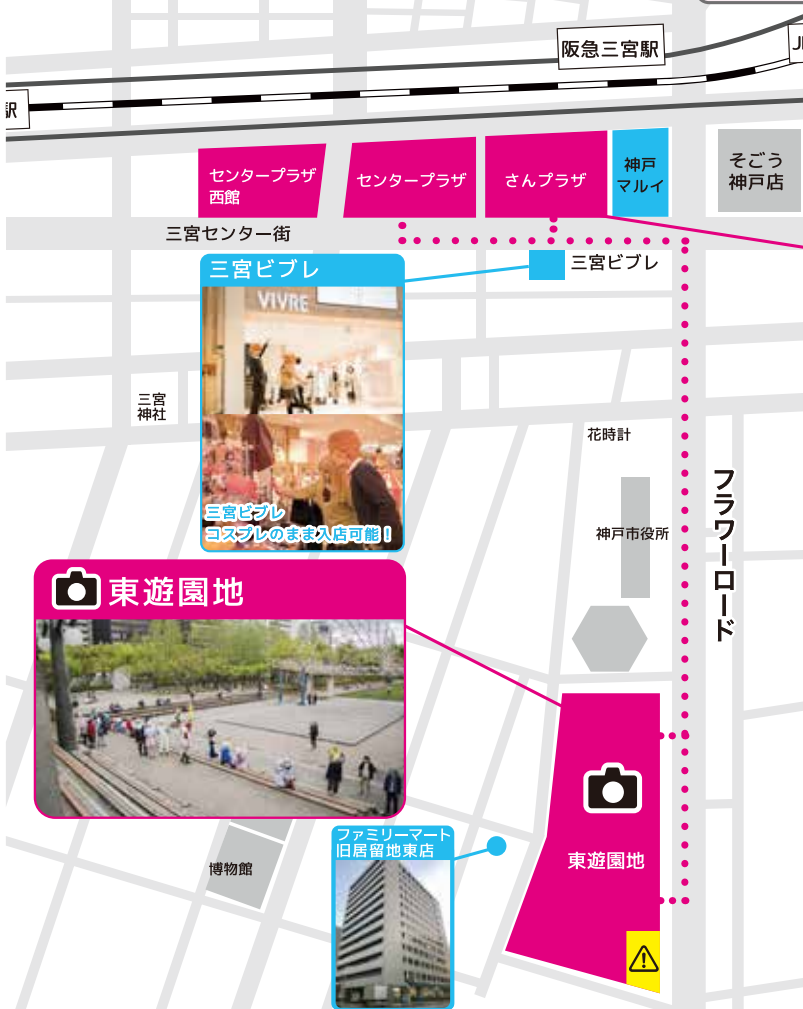 阪急三宮駅
J
駅
センタープラザ
西館
センタープラザ
さんプラザ
神戸
マルイ
そごう
神戸店
三宮センター街
三宮ビブレ
三宮ビブレ
VIVRE
三宮
神社
花時計
三宮ビブレ
コスプレのまま入店可能！
神戸市役所
フラワーロード
東遊園地
東遊園地
ファミリーマート
旧居留地東店
博物館